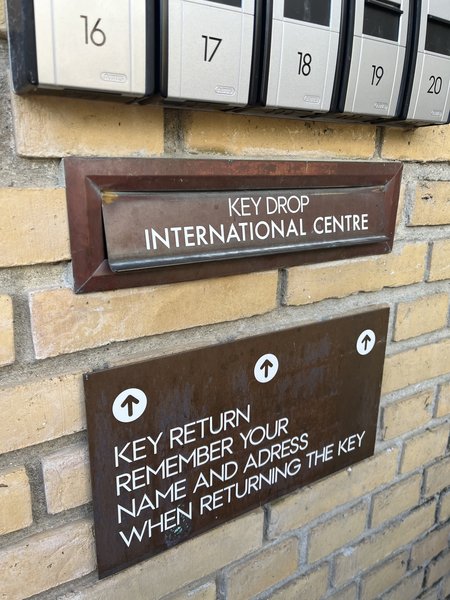 16
17
18
19
20
KEY DROP
INTERNATIONAL CENTRE
KEY RETURN
REMEMBER YOUR
NAME AND ADRESS
WHEN RETURNING THE KEY